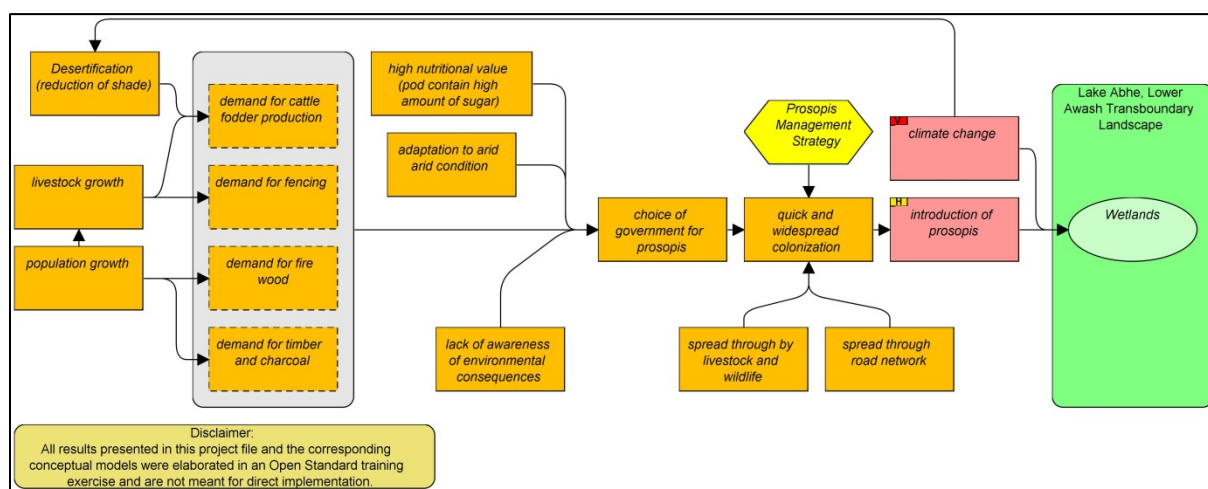 Desertification
(reduction of shade)
livestock growth
population growth
demand for cattle
fodder production
demand for fencing
demand for fire
wood
demand for timber
and charcoal
high nutritional value
(pod contain high
amount of sugar)
adaptation to arid
arid condition
lack of awareness
of environmental
consequences
choice of
government for
prosopis
Prosopis
Management
Strategy
quick and
widespread
colonization
spread through by
livestock and
wildlife
spread through
road network
V
climate change
H
introduction of
prosopis
Lake Abhe, Lower
Awash Transboundary
Landscape
Wetlands
Disclaimer:
All results presented in this project file and the corresponding
conceptual models were elaborated in an Open Standard training
exercise and are not meant for direct implementation.